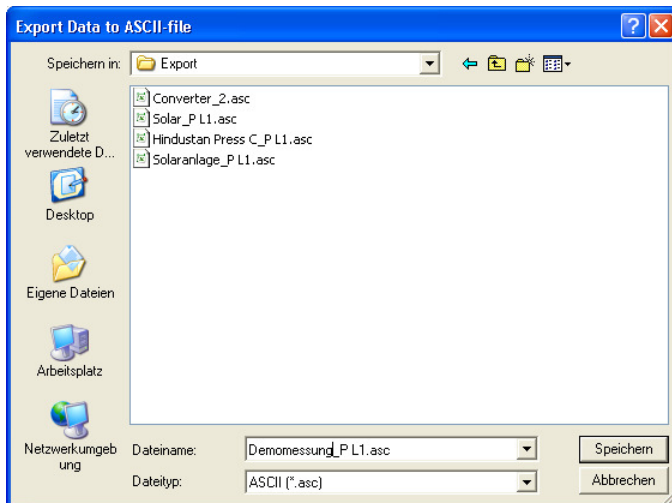 Export Data to ASCII-file
Speichern in:
Export
Converter_2.asc
Solar_P L1.asc
Hindustan Press C_P L1.asc
Solaranlage_P L1.asc
Zuletzt
verwendete D...
Desktop
Eigene Dateien
Arbeitsplatz
Netzwerkumgeb
ung
Dateiname:
Demomessung_P L1.asc
Speichern
Dateityp:
ASCII (*.asc)
Abbrechen